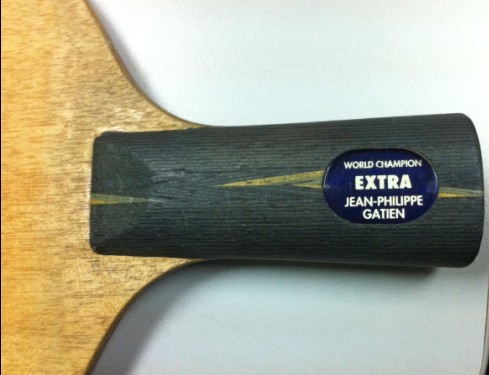 WORLD CHAMPION
EXTRA
JEAN-PHILIPPE
GATIEN